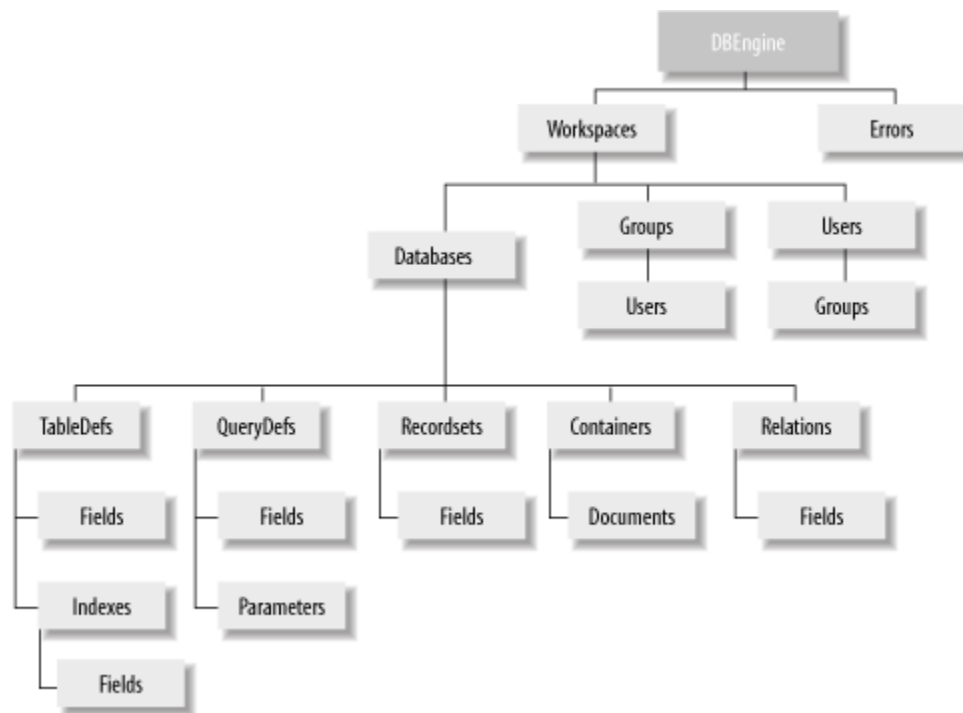 DBEngine
Workspaces
Errors
Groups
Users
Databases
Users
Groups
TableDefs
QueryDefs
Recordsets
Containers
Relations
Fields
Fields
Fields
Documents
Fields
Indexes
Parameters
Fields